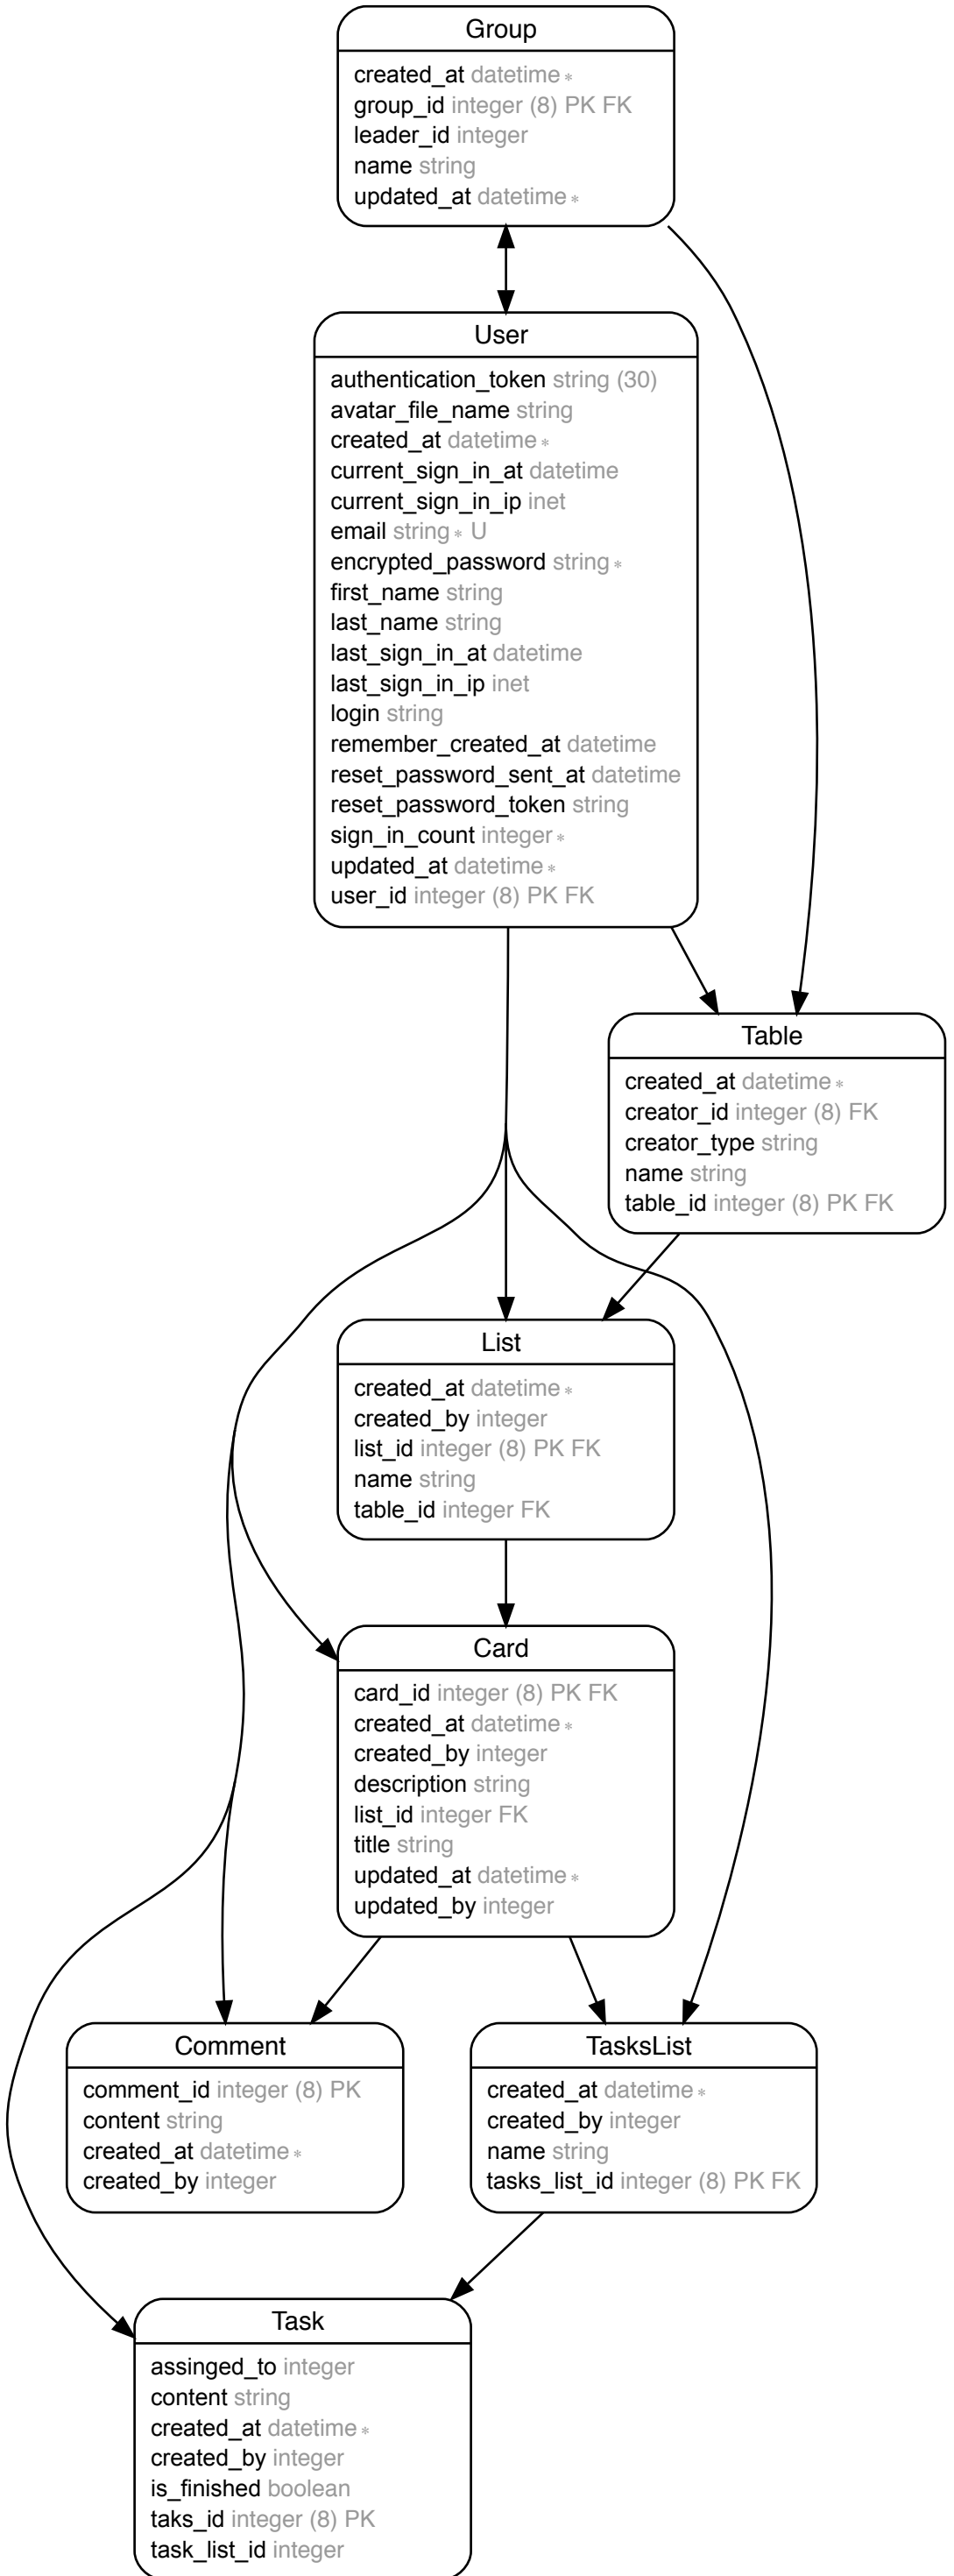 Group
created_at datetime *
group_id integer (8) PK FK
leader_id integer
name string
updated_at datetime *
User
authentication_token string (30)
avatar_file_name string
created_at datetime *
current_sign_in_at datetime
current_sign_in_ip inet
email string * U
encrypted_password string *
first_name string
last_name string
last_sign_in_at datetime
last_sign_in_ip inet
login string
remember_created_at datetime
reset_password_sent_at datetime
reset_password_token string
sign_in_count integer *
updated_at datetime *
user_id integer (8) PK FK
Table
created_at datetime *
creator_id integer (8) FK
creator_type string
name string
table_id integer (8) PK FK
List
created_at datetime *
created_by integer
list_id integer (8) PK FK
name string
table_id integer FK
Card
card_id integer (8) PK FK
created_at datetime *
created_by integer
description string
list_id integer FK
title string
updated_at datetime *
updated_by integer
Comment
comment_id integer (8) PK
content string
created_at datetime *
created_by integer
TasksList
created_at datetime *
created_by integer
name string
tasks_list_id integer (8) PK FK
Task
assinged_to integer
content string
created_at datetime *
created_by integer
is_finished boolean
taks_id integer (8) PK
task_list_id integer